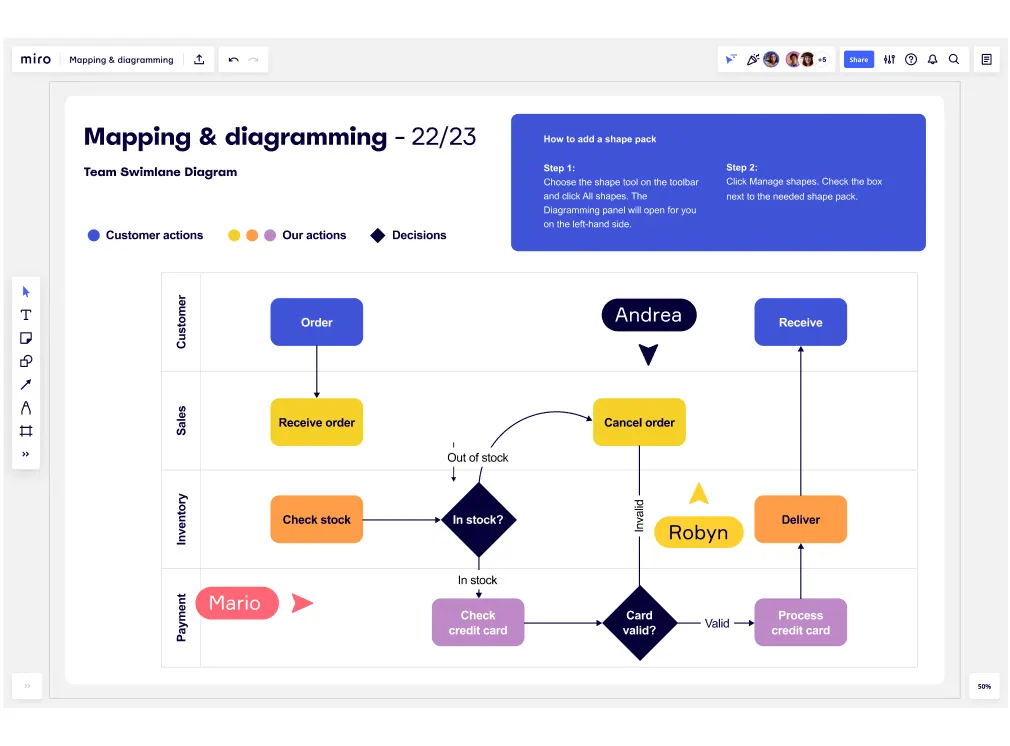 miro
Mapping & diagramming
+5
Share
Mapping & diagramming - 22/23
Team Swimlane Diagram
How to add a shape pack
Step 1:
Choose the shape tool on the toolbar
and click All shapes. The
Diagramming panel will open for you
on the left-hand side.
Step 2:
Click Manage shapes. Check the box
next to the needed shape pack.
Customer actions
Our actions
Decisions
Customer
Order
Andrea
Receive
Sales
Receive order
Out of stock
Cancel order
Inventory
Check stock
In stock?
Invalid
Robyn
Deliver
In stock
Payment
Mario
Check
credit card
Card
valid?
Valid
Process
credit card
50%